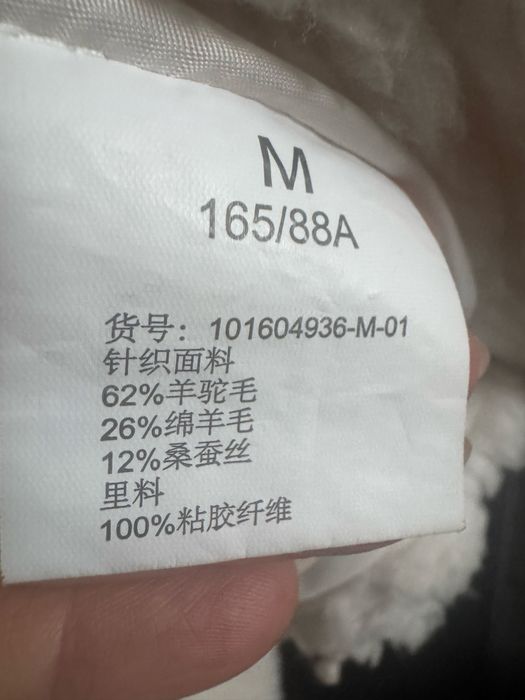 M
165/88A
货号：101604936-M-01
针织面料
62%羊驼毛
26%绵羊毛
12%桑蚕丝
里料
100%粘胶纤维